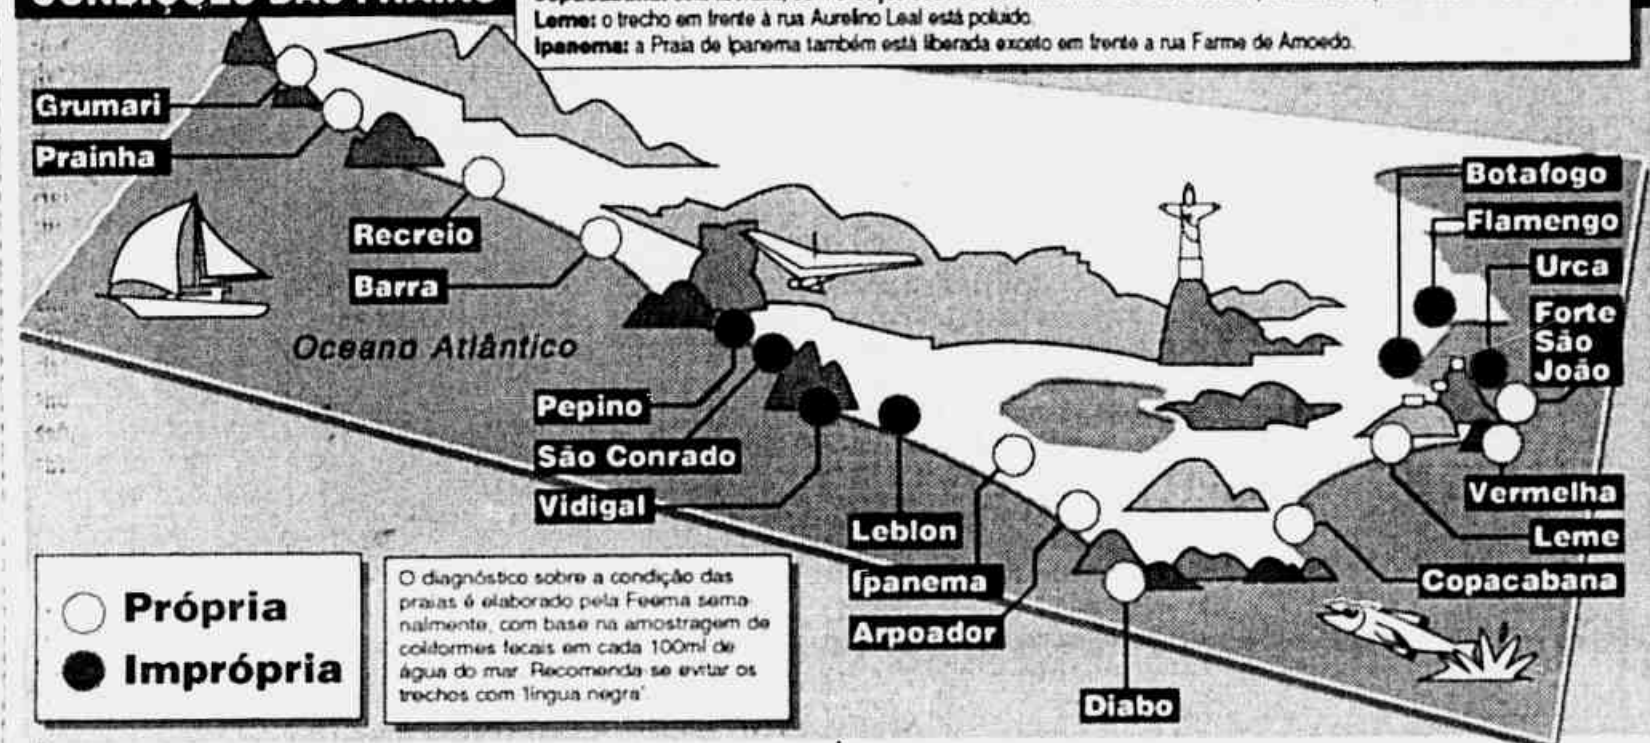 Leme: o trecho em frente à rua Aurelino Leal está poluído.
Ipanema: a Praia de Ipanema também está liberada exceto em frente a rua Farme de Amoedo.
Grumari
Prainha
Recreio
Barra
Oceano Atlântico
Pepino
São Conrado
Vidigal
Leblon
Ipanema
Arpoador
Diabo
Botafogo
Flamengo
Urca
Forte
São
João
Vermelha
Leme
Copacabana
Própria
Imprópria
O diagnóstico sobre a condição das
praias é elaborado pela Feema sema-
nalmente, com base na amostragem de
coliformes fecais em cada 100ml de
água do mar. Recomenda-se evitar os
trechos com 'língua negra'